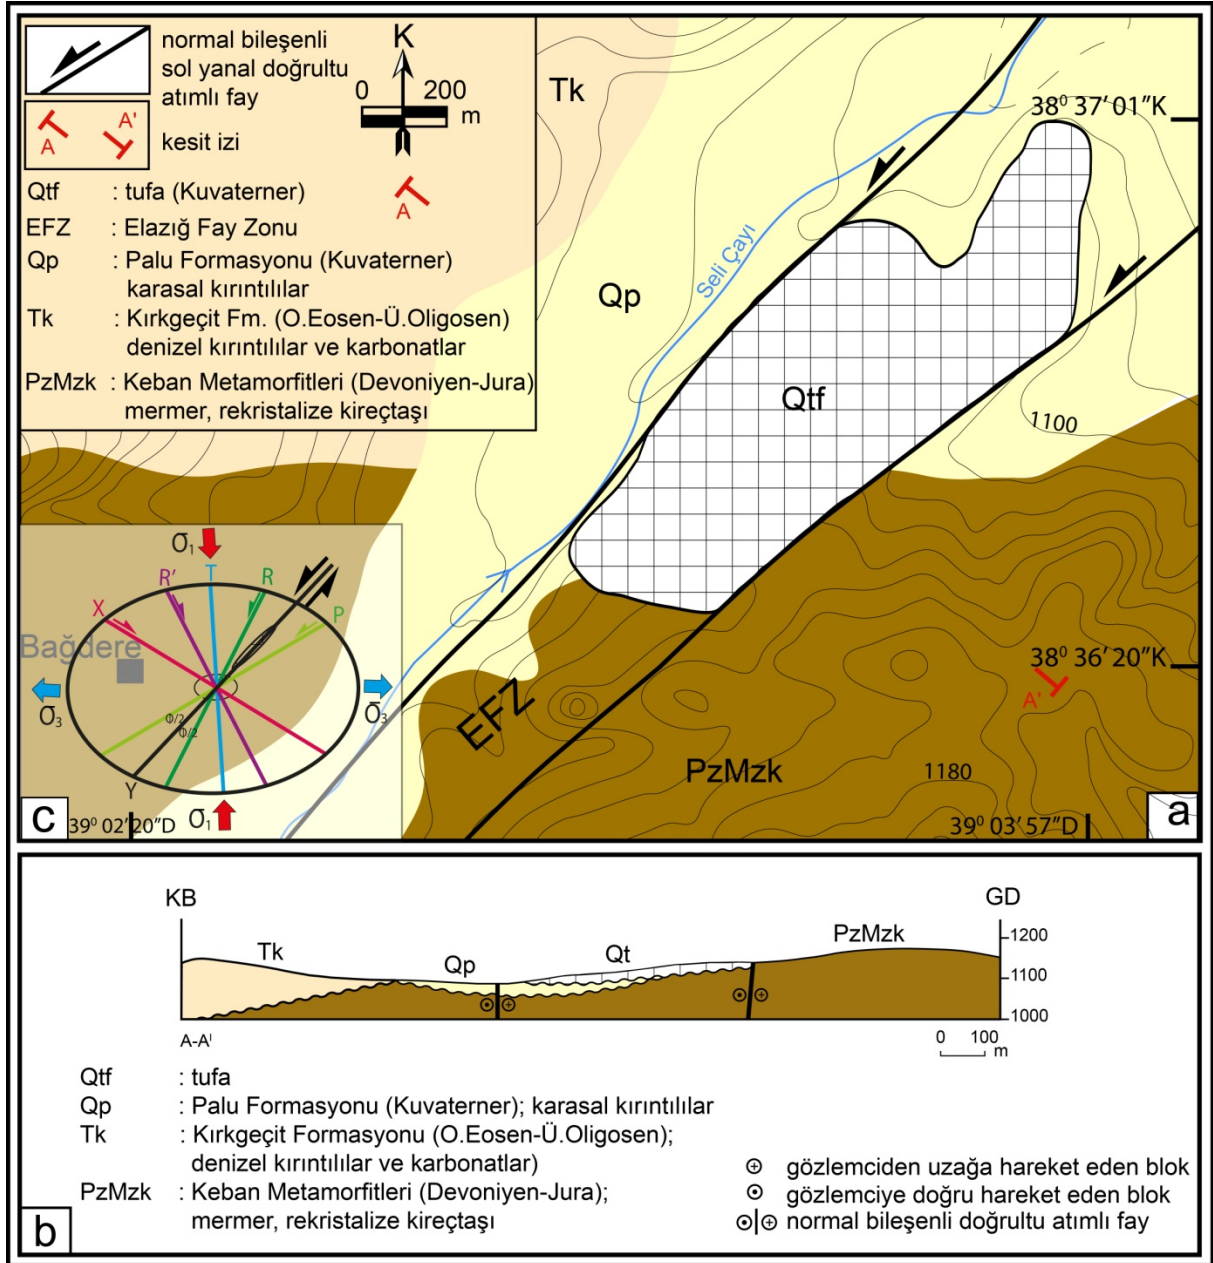 normal bileşenli
sol yanal doğrultu
atımlı fay
A A'
kesit izi
K
0 200
m
Qtf : tufa (Kuvaterner)
EFZ : Elazığ Fay Zonu
Qp : Palu Formasyonu (Kuvaterner)
karasal kırıntılılar
Tk : Kırkgeçit Fm. (O.Eosen-Ü.Oligosen)
denizel kırıntılılar ve karbonatlar
PzMzk : Keban Metamorfitleri (Devoniyen-Jura)
mermer, rekristalize kireçtaşı
A
Tk
38⁰ 37' 01"K
Seli Çayı
Qp
Qtf
1100
38⁰ 36' 20"K
A'
EFZ
PzMzk
1180
39⁰ 03' 57"D
a
σ₁
T
R' R
X P
Bağdere
σ₃ σ₃
Φ/2
Φ/2
Y
σ₁
c
39⁰ 02' 20"D
KB GD
Tk Qp Qt PzMzk
1200
1100
1000
A-Aᴵ
0 100
m
Qtf : tufa
Qp : Palu Formasyonu (Kuvaterner); karasal kırıntılılar
Tk : Kırkgeçit Formasyonu (O.Eosen-Ü.Oligosen);
denizel kırıntılılar ve karbonatlar)
PzMzk : Keban Metamorfitleri (Devoniyen-Jura);
mermer, rekristalize kireçtaşı
⊕ gözlemciden uzağa hareket eden blok
⊙ gözlemciye doğru hareket eden blok
⊙|⊕ normal bileşenli doğrultu atımlı fay
b